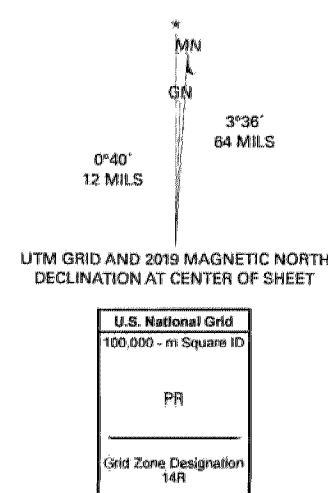 MN
GN
3°36´
64 MILS
0°40´
12 MILS
UTM GRID AND 2019 MAGNETIC NORTH
DECLINATION AT CENTER OF SHEET
U.S. National Grid
100,000 - m Square ID
PR
Grid Zone Designation
14R